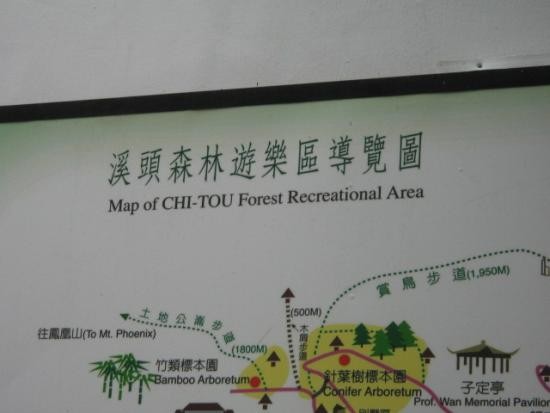 溪頭森林遊樂區導覽圖
Map of CHI-TOU Forest Recreational Area
賞鳥步道(1,950M)
(500M)
木屑步道
土地公崙步道
(1800M)
往鳳凰山(To Mt. Phoenix)
竹類標本園
Bamboo Arboretum
針葉樹標本園
Conifer Arboretum
子定亭
Prof. Wan Memorial Pavilion